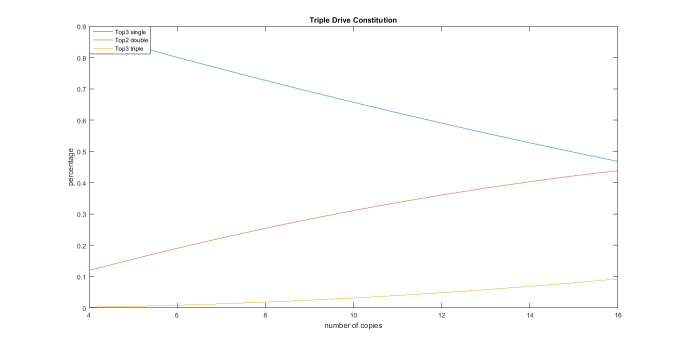 Triple Drive Constitution
Top3 single
Top2 double
Top3 triple
0.9
0.8
0.7
0.6
0.5
0.4
0.3
0.2
0.1
0
percentage
4 6 8 10 12 14 16
number of copies